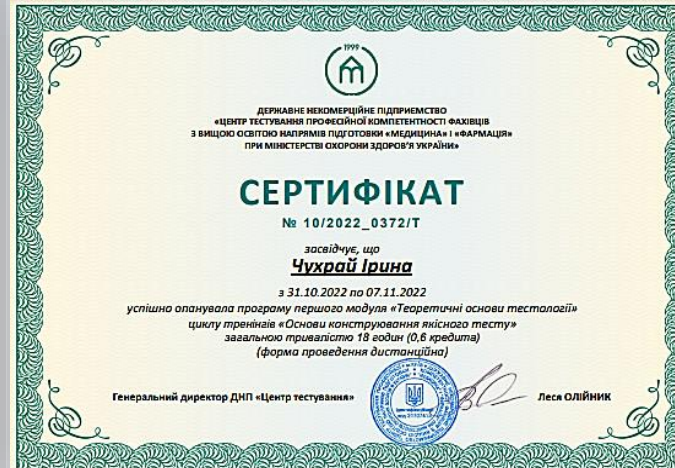 1999
ДЕРЖАВНЕ НЕКОМЕРЦІЙНЕ ПІДПРИЄМСТВО
«ЦЕНТР ТЕСТУВАННЯ ПРОФЕСІЙНОЇ КОМПЕТЕНТНОСТІ ФАХІВЦІВ
З ВИЩОЮ ОСВІТОЮ НАПРЯМІВ ПІДГОТОВКИ «МЕДИЦИНА» І «ФАРМАЦІЯ»
ПРИ МІНІСТЕРСТВІ ОХОРОНИ ЗДОРОВ'Я УКРАЇНИ»
СЕРТИФІКАТ
№ 10/2022_0372/Т
засвідчує, що
Чухрай Ірина
з 31.10.2022 по 07.11.2022
успішно опанувала програму першого модуля «Теоретичні основи тестології»
циклу тренінгів «Основи конструювання якісного тесту»
загальною тривалістю 18 годин (0,6 кредита)
(форма проведення дистанційна)
Генеральний директор ДНП «Центр тестування»
Леся ОЛІЙНИК